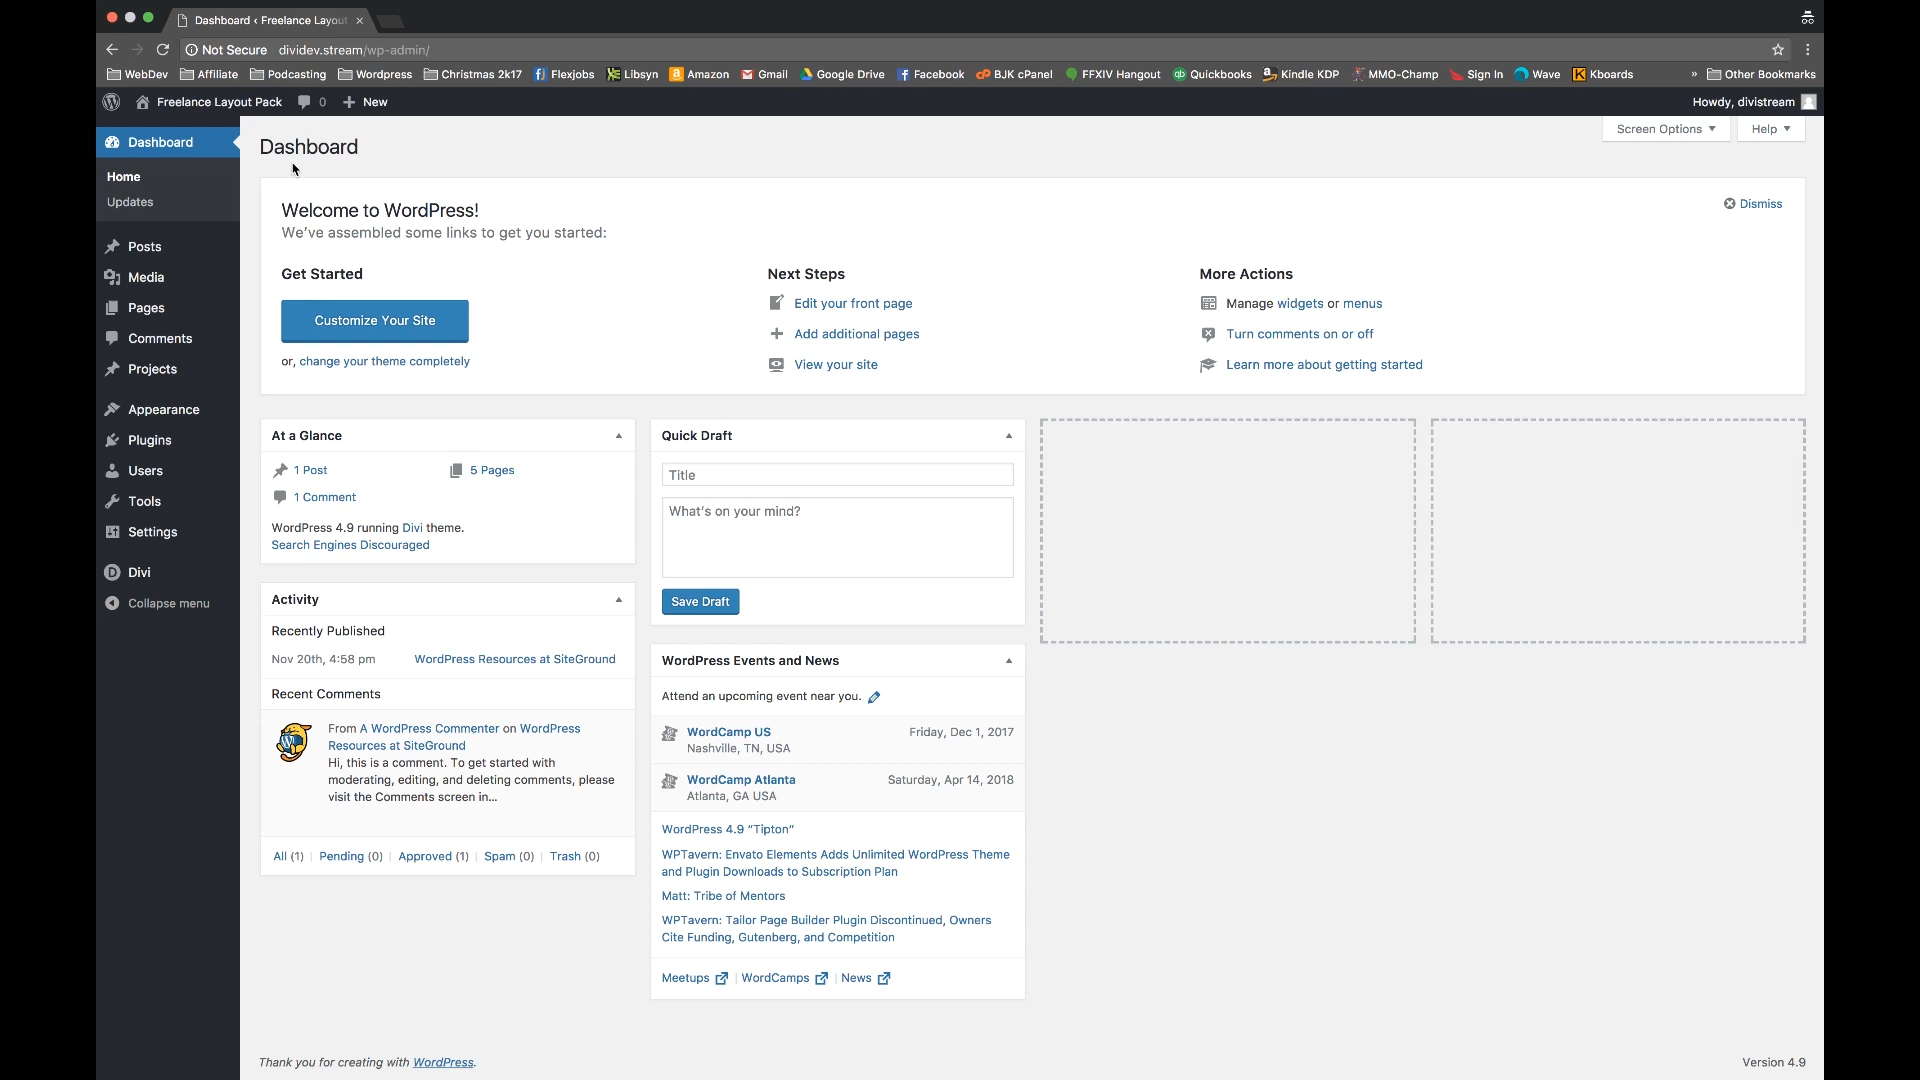 Dashboard ‹ Freelance Layout
Not Secure dividev.stream/wp-admin/
WebDev Affiliate Podcasting Wordpress Christmas 2k17 Flexjobs Libsyn Amazon Gmail Google Drive Facebook BJK cPanel FFXIV Hangout Quickbooks Kindle KDP MMO-Champ Sign In Wave Kboards » Other Bookmarks
Freelance Layout Pack 0 + New Howdy, divistream
Screen Options Help
Dashboard
Home
Updates
Posts
Media
Pages
Comments
Projects
Appearance
Plugins
Users
Tools
Settings
Divi
Collapse menu
Dashboard
Welcome to WordPress!
Dismiss
We've assembled some links to get you started:
Get Started
Customize Your Site
or, change your theme completely
Next Steps
Edit your front page
Add additional pages
View your site
More Actions
Manage widgets or menus
Turn comments on or off
Learn more about getting started
At a Glance
1 Post 5 Pages
1 Comment
WordPress 4.9 running Divi theme.
Search Engines Discouraged
Activity
Recently Published
Nov 20th, 4:58 pm WordPress Resources at SiteGround
Recent Comments
From A WordPress Commenter on WordPress
Resources at SiteGround
Hi, this is a comment. To get started with
moderating, editing, and deleting comments, please
visit the Comments screen in...
All (1) | Pending (0) | Approved (1) | Spam (0) | Trash (0)
Quick Draft
Title
What's on your mind?
Save Draft
WordPress Events and News
Attend an upcoming event near you.
WordCamp US Friday, Dec 1, 2017
Nashville, TN, USA
WordCamp Atlanta Saturday, Apr 14, 2018
Atlanta, GA USA
WordPress 4.9 “Tipton”
WPTavern: Envato Elements Adds Unlimited WordPress Theme
and Plugin Downloads to Subscription Plan
Matt: Tribe of Mentors
WPTavern: Tailor Page Builder Plugin Discontinued, Owners
Cite Funding, Gutenberg, and Competition
Meetups | WordCamps | News
Thank you for creating with WordPress. Version 4.9